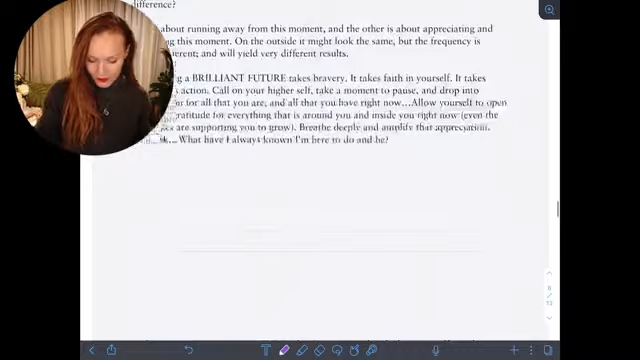 difference?
about running away from this moment, and the other is about appreciating and
this moment. On the outside it might look the same, but the frequency is
and will yield very different results.
a BRILLIANT FUTURE takes bravery. It takes faith in yourself. It takes
action. Call on your higher self, take a moment to pause, and drop into
for all that you are, and all that you have right now…Allow yourself to open
gratitude for everything that is around you and inside you right now (even the
are supporting you to grow). Breathe deeply and amplify that appreciation.
What have I always known I'm here to do and be?